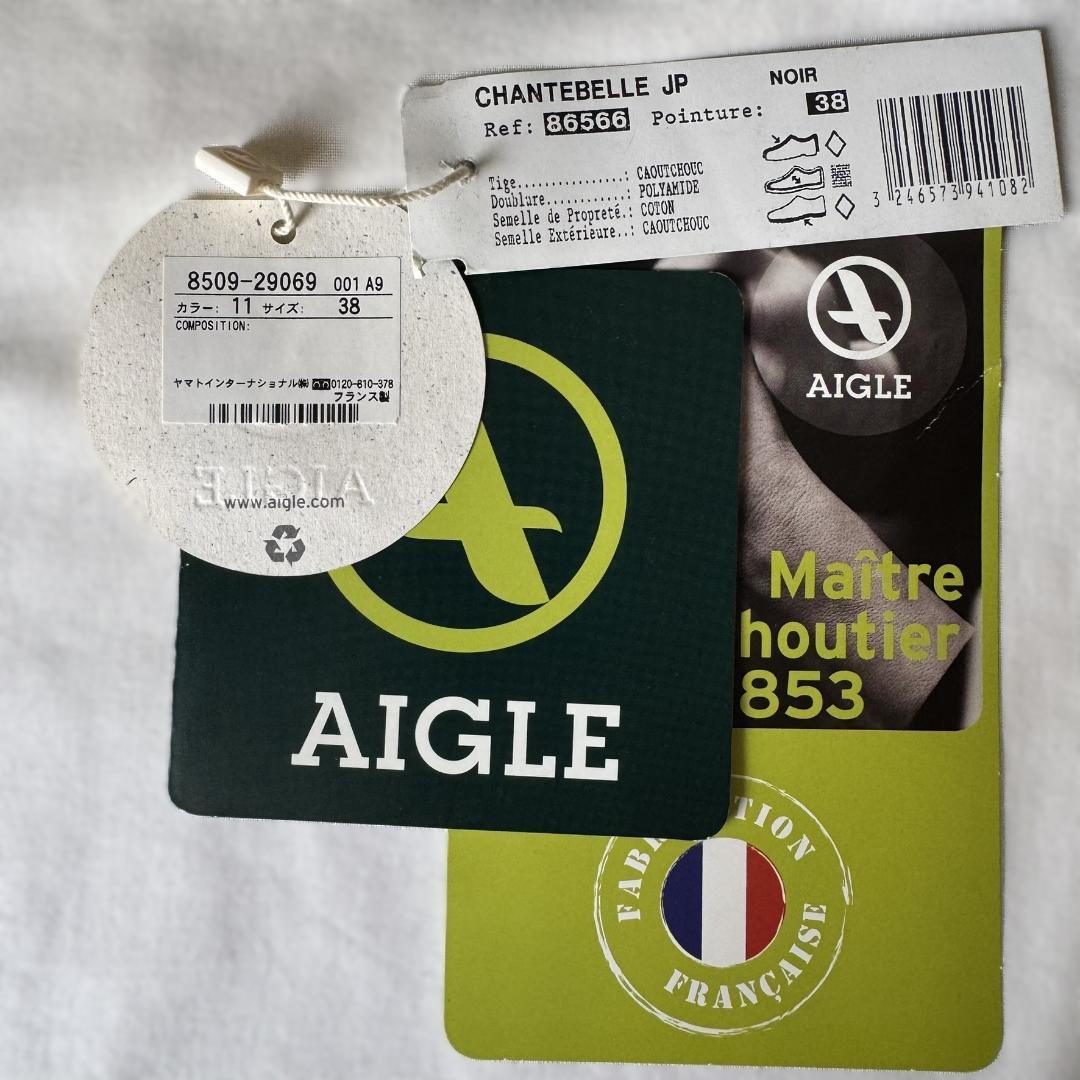 CHANTEBELLE JP NOIR
Ref: 86566 Pointure: 38
Tige................: CAOUTCHOUC
Doublure............: POLYAMIDE
Semelle de Propreté.: COTON
Semelle Extérieure..: CAOUTCHOUC
3 246573 941082
8509-29069 001 A9
カラー: 11 サイズ: 38
COMPOSITION:
ヤマトインターナショナル㈱ 0120-810-378
フランス製
AIGLE
www.aigle.com
AIGLE
AIGLE
Maître
houtier
853
FABR TION
FRANÇAISE